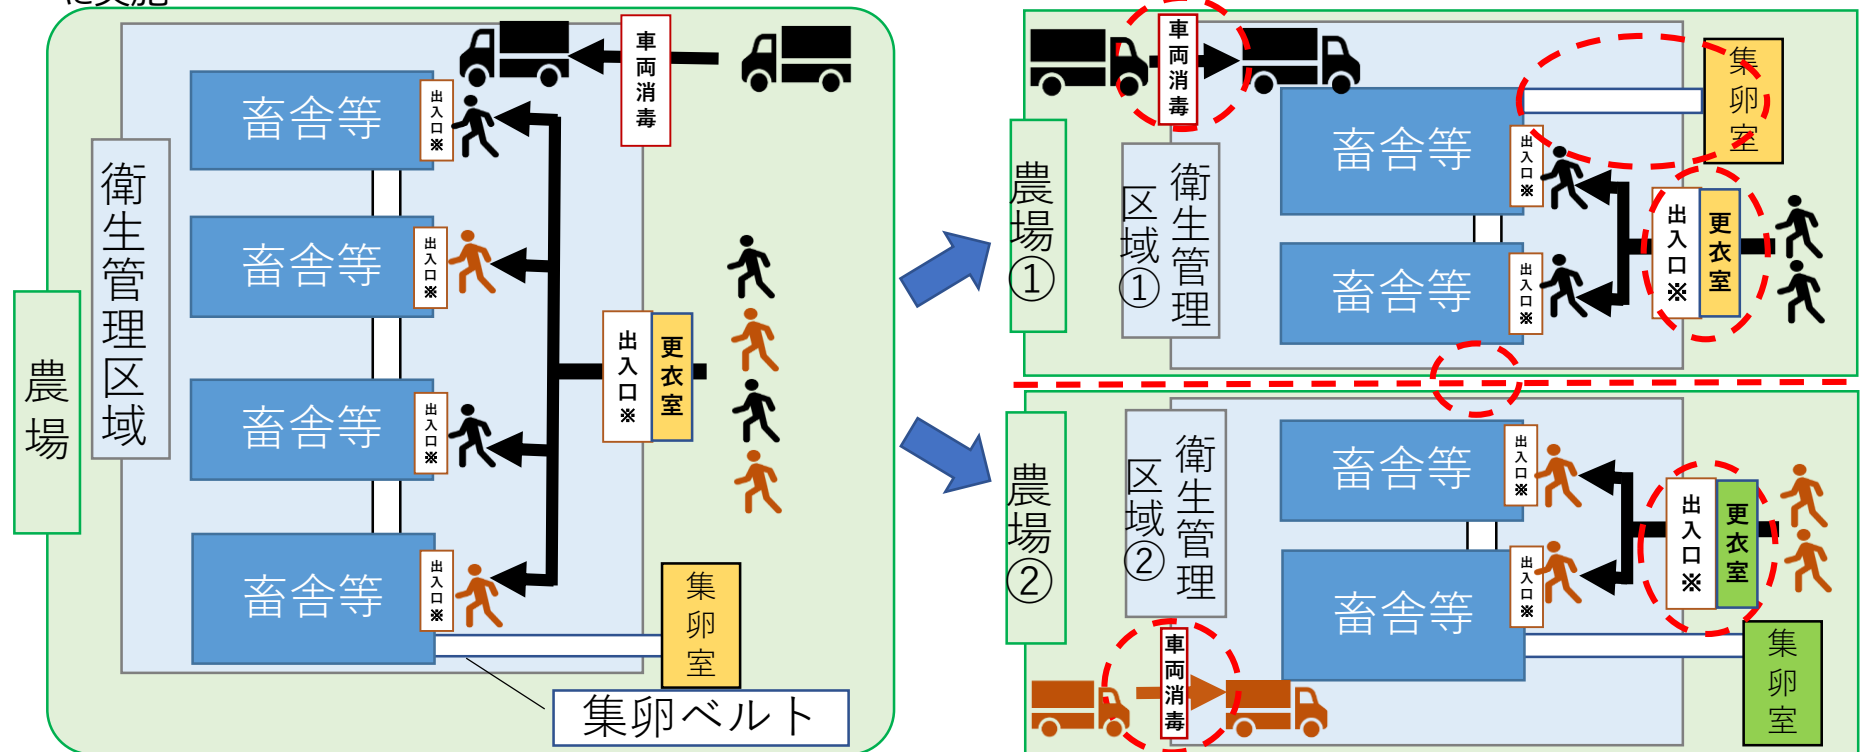 に実施
農場
衛生管理区域
畜舎等
出入口※
畜舎等
出入口※
畜舎等
出入口※
畜舎等
出入口※
車両消毒
出入口※
更衣室
集卵室
集卵ベルト
農場①
衛生管理
区域①
車両消毒
畜舎等
出入口※
畜舎等
出入口※
集卵室
出入口※
更衣室
農場②
衛生管理
区域②
畜舎等
出入口※
畜舎等
出入口※
出入口※
更衣室
車両消毒
集卵室